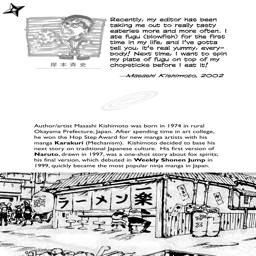 Recently, my editor has been
taking me out to really tasty
eateries more and more often. I
ate fugu (blowfish) for the first
time in my life, and I've gotta
tell you: it's real yummy, every-
body! Next time, I want to spin
my plate of fugu on top of my
chopsticks before I eat it!
岸本斉史
—Masashi Kishimoto, 2002
Author/artist Masashi Kishimoto was born in 1974 in rural
Okayama Prefecture, Japan. After spending time in art college,
he won the Hop Step Award for new manga artists with his
manga Karakuri (Mechanism). Kishimoto decided to base his
next story on traditional Japanese culture. His first version of
Naruto, drawn in 1997, was a one-shot story about fox spirits;
his final version, which debuted in Weekly Shonen Jump in
1999, quickly became the most popular ninja manga in Japan.
ラーメン
楽